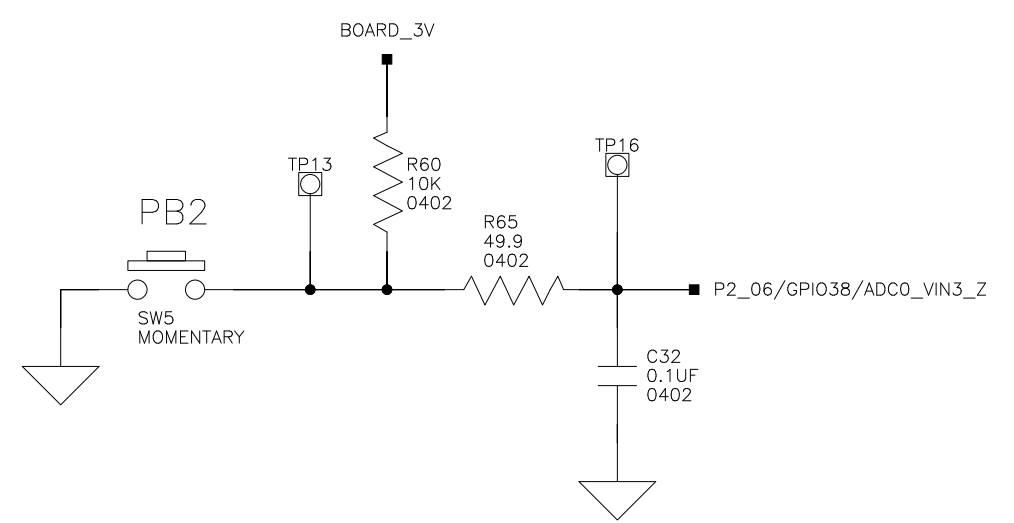 BOARD_3V
TP13
R60
10K
0402
TP16
PB2
R65
49.9
0402
P2_06/GPIO38/ADC0_VIN3_Z
SW5
MOMENTARY
C32
0.1UF
0402